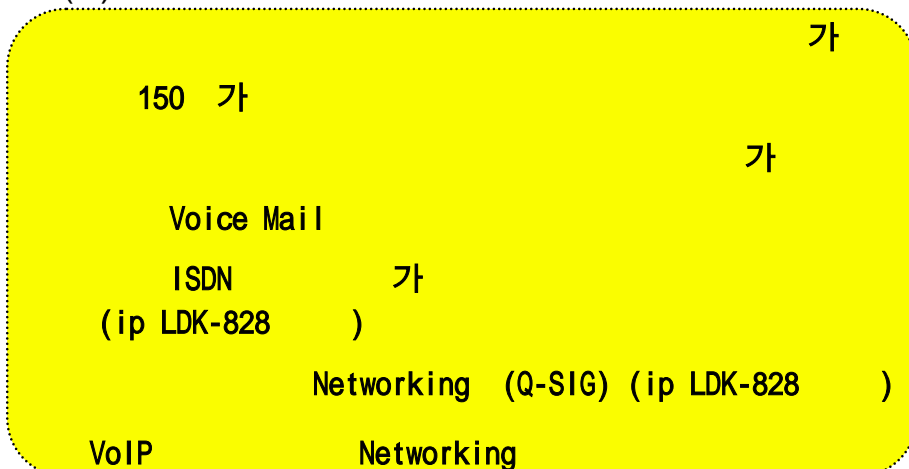 가
150 가
가
Voice Mail
ISDN 가
(ip LDK-828 )
Networking (Q-SIG) (ip LDK-828 )
VoIP Networking